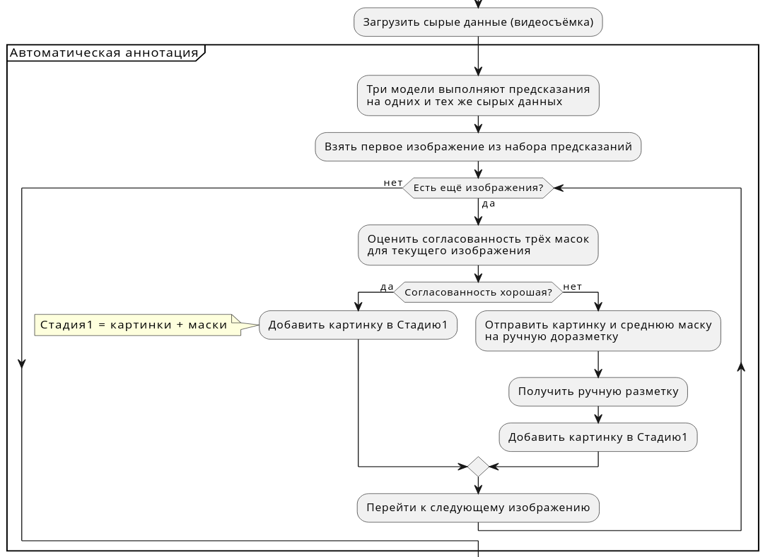 Загрузить сырые данные (видеосъёмка)
Автоматическая аннотация
Три модели выполняют предсказания
на одних и тех же сырых данных
Взять первое изображение из набора предсказаний
нет
Есть ещё изображения?
да
Оценить согласованность трёх масок
для текущего изображения
да
Согласованность хорошая?
нет
Стадия1 = картинки + маски
Добавить картинку в Стадию1
Отправить картинку и среднюю маску
на ручную доразметку
Получить ручную разметку
Добавить картинку в Стадию1
Перейти к следующему изображению